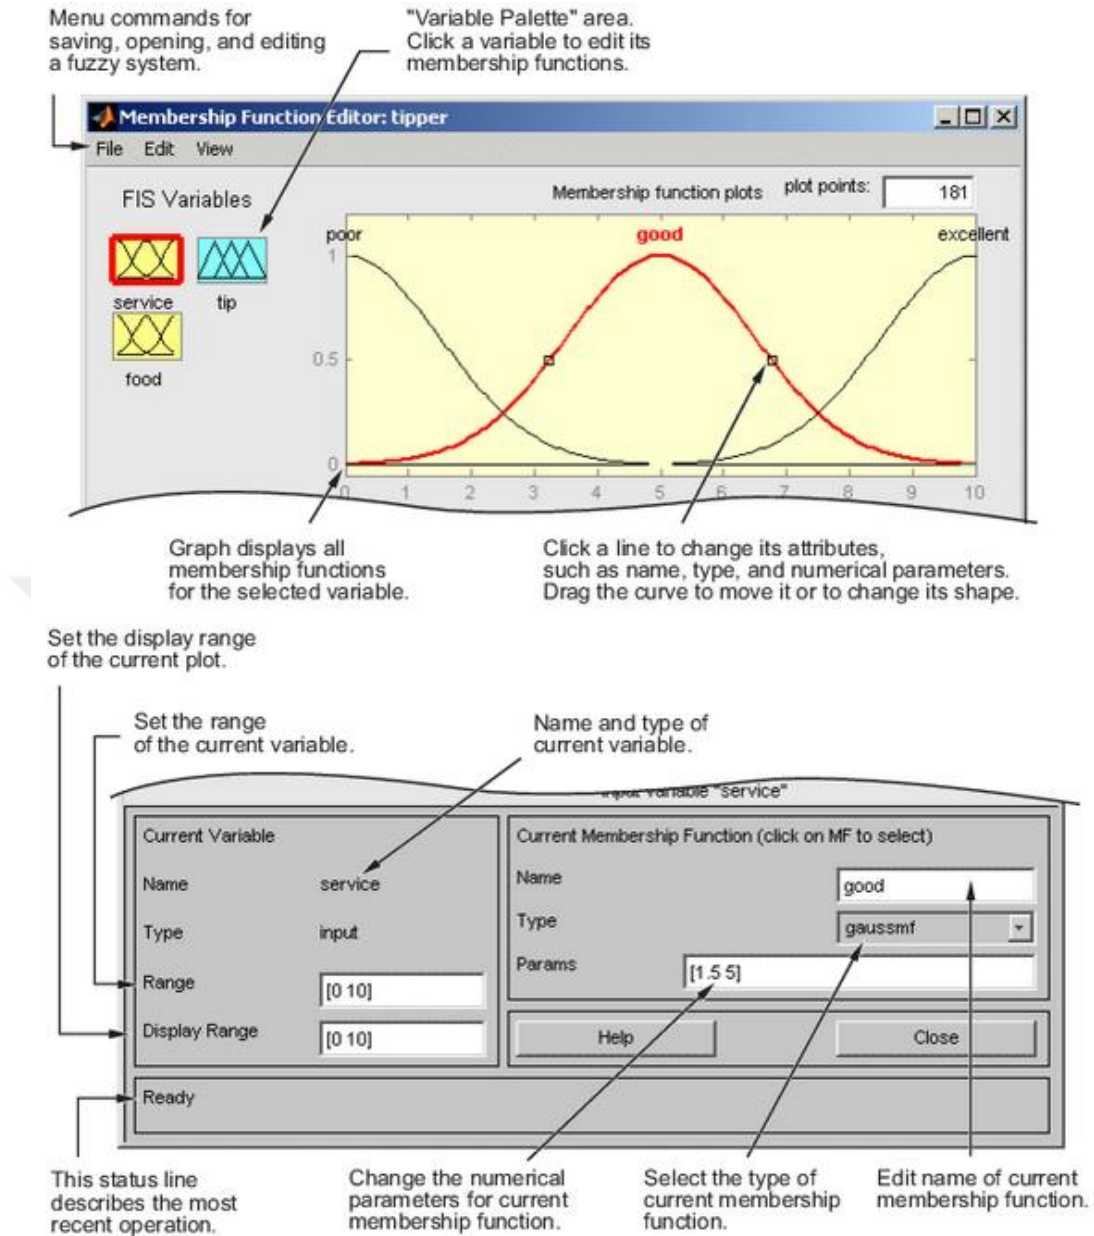 Menu commands for
saving, opening, and editing
a fuzzy system.
"Variable Palette" area.
Click a variable to edit its
membership functions.
Membership Function Editor: tipper
File Edit View
FIS Variables
Membership function plots
plot points:
181
service
tip
food
poor
good
excellent
1
0.5
0
0 1 2 3 4 5 6 7 8 9 10
Graph displays all
membership functions
for the selected variable.
Click a line to change its attributes,
such as name, type, and numerical parameters.
Drag the curve to move it or to change its shape.
Set the display range
of the current plot.
Set the range
of the current variable.
Name and type of
current variable.
input variable "service"
Current Variable
Name service
Type input
Range [0 10]
Display Range [0 10]
Current Membership Function (click on MF to select)
Name good
Type gaussmf
Params [1.5 5]
Help
Close
Ready
This status line
describes the most
recent operation.
Change the numerical
parameters for current
membership function.
Select the type of
current membership
function.
Edit name of current
membership function.